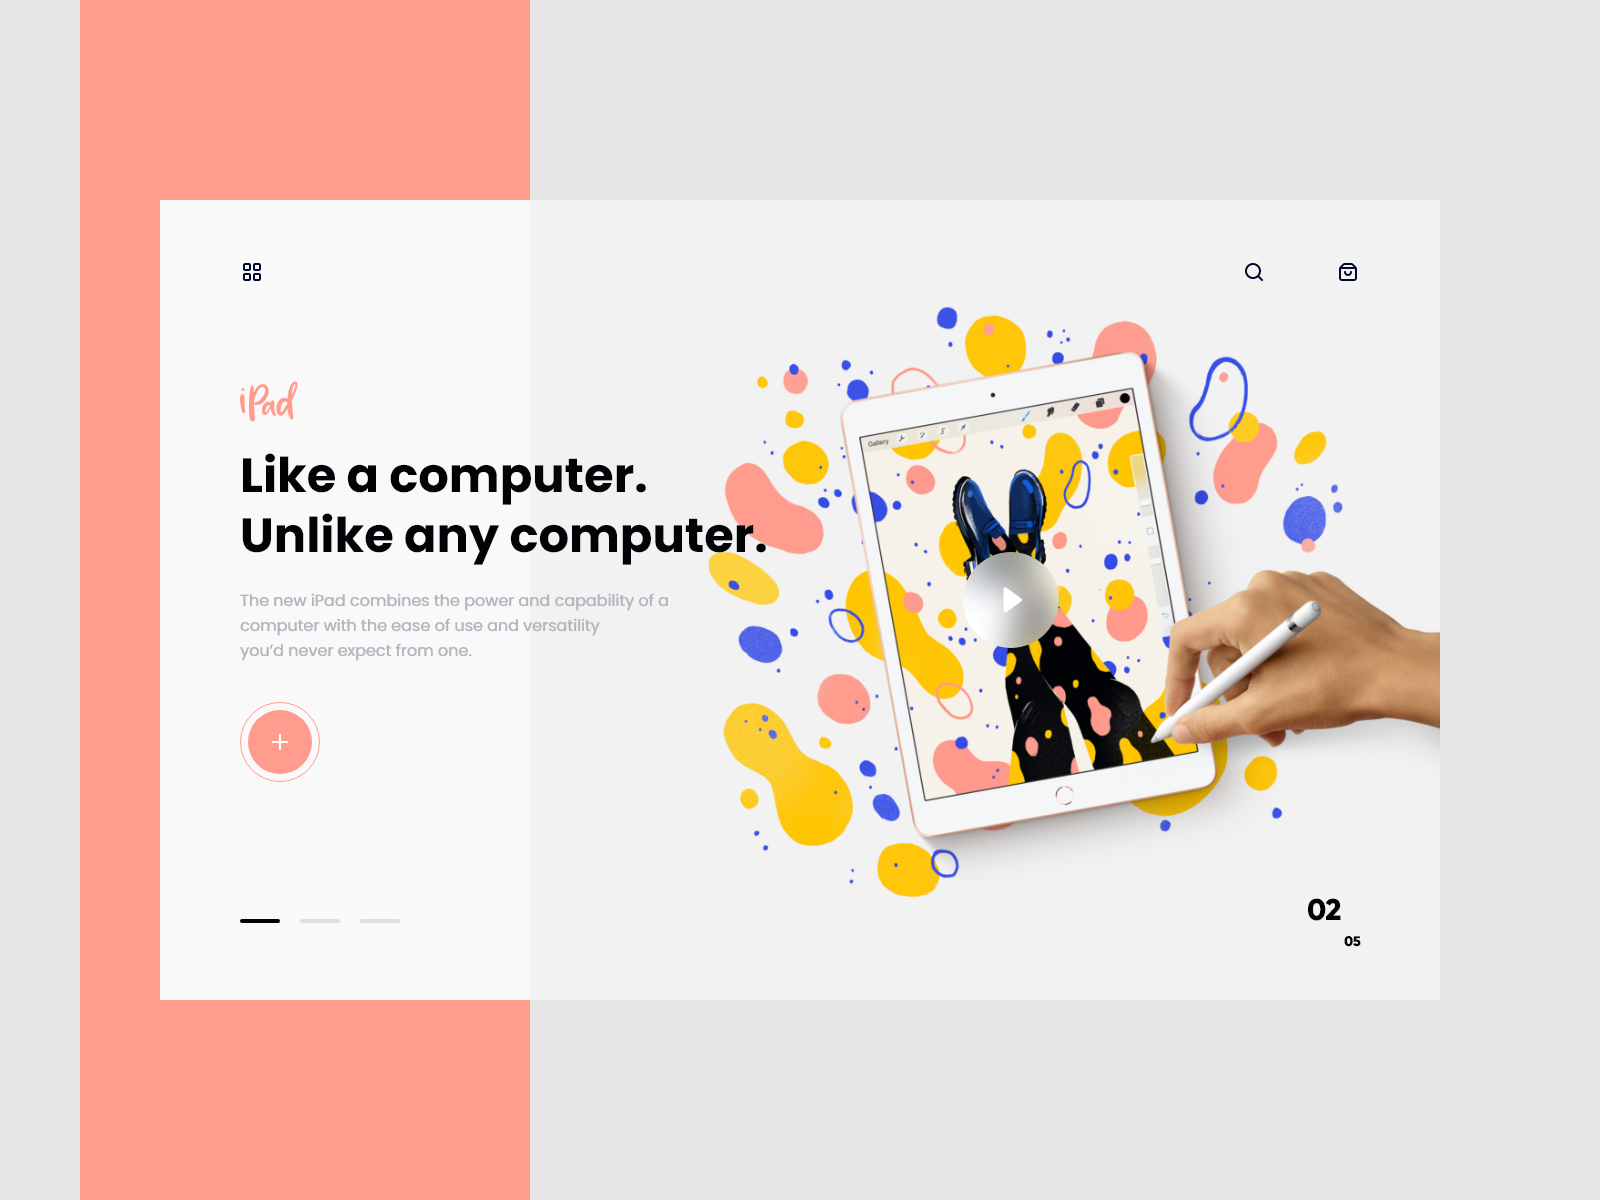 iPad
Like a computer.
Unlike any computer.
The new iPad combines the power and capability of a
computer with the ease of use and versatility
you’d never expect from one.
Gallery
02
05